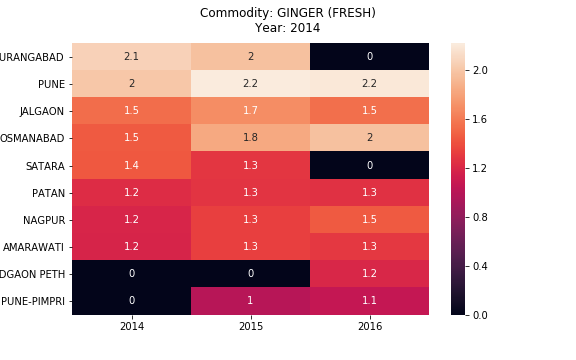 Commodity: GINGER (FRESH)
Year: 2014
URANGABAD 2.1 2 0
PUNE 2 2.2 2.2
JALGAON 1.5 1.7 1.5
OSMANABAD 1.5 1.8 2
SATARA 1.4 1.3 0
PATAN 1.2 1.3 1.3
NAGPUR 1.2 1.3 1.5
AMARAWATI 1.2 1.3 1.3
DGAON PETH 0 0 1.2
PUNE-PIMPRI 0 1 1.1
2014 2015 2016
2.0
1.6
1.2
0.8
0.4
0.0